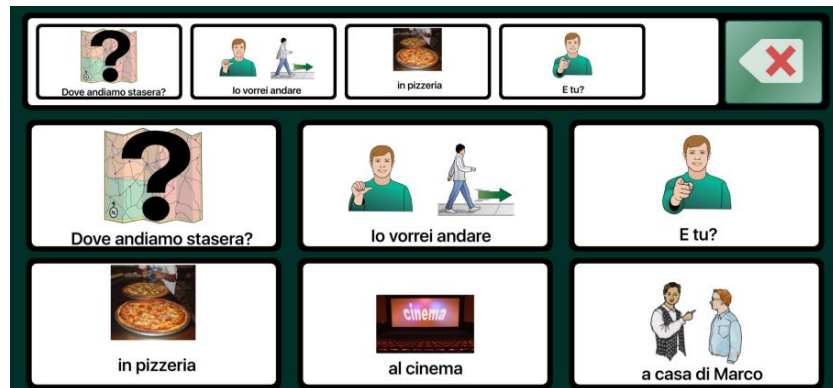 Dove andiamo stasera?
Io vorrei andare
in pizzeria
E tu?
Dove andiamo stasera?
Io vorrei andare
E tu?
in pizzeria
cinema
al cinema
a casa di Marco